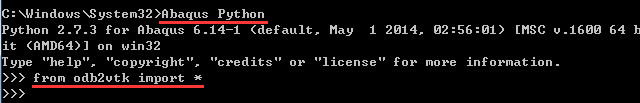 C:\Windows\System32>Abaqus Python
Python 2.7.3 for Abaqus 6.14-1 (default, May  1 2014, 02:56:01) [MSC v.1600 64 b
it (AMD64)] on win32
Type "help", "copyright", "credits" or "license" for more information.
>>> from odb2vtk import *
>>>